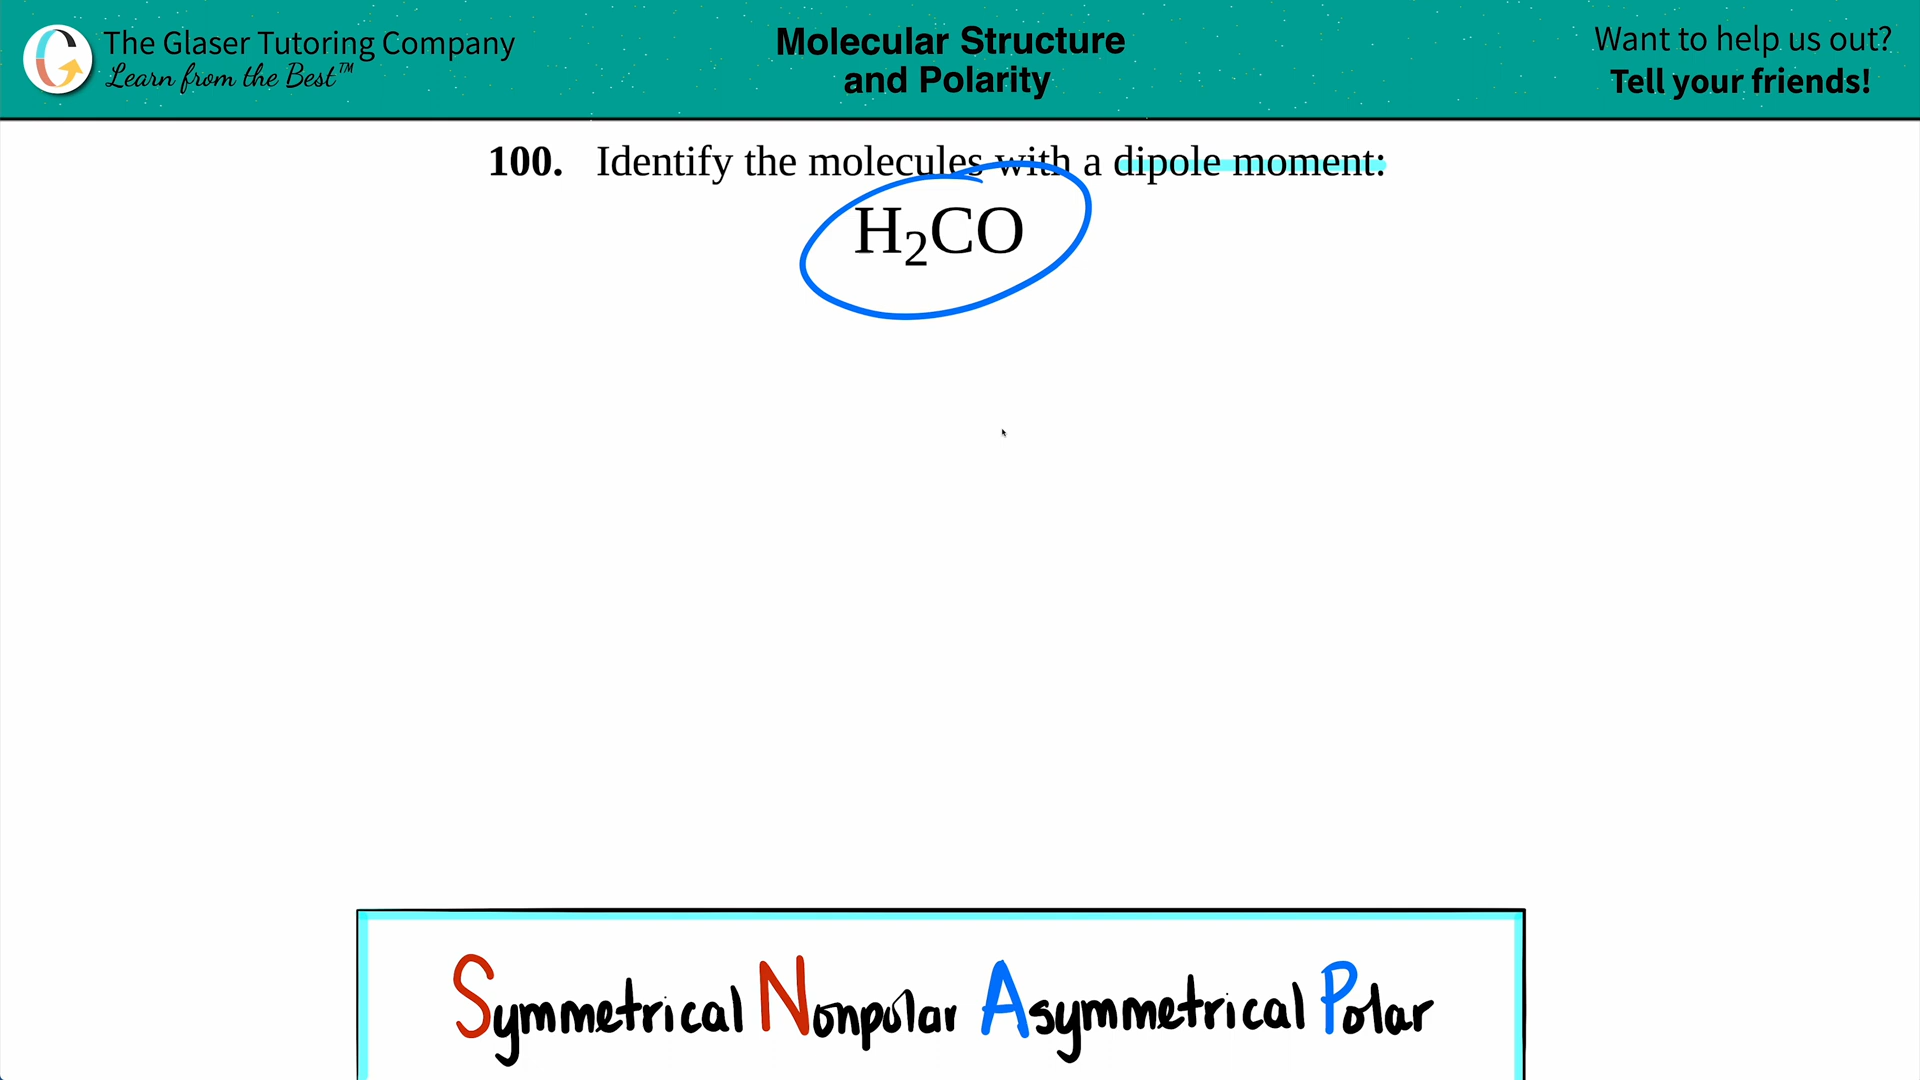 The Glaser Tutoring Company
Learn from the Best™
Molecular Structure
and Polarity
Want to help us out?
Tell your friends!
100. Identify the molecules with a dipole moment:
H₂CO
Symmetrical Nonpolar Asymmetrical Polar